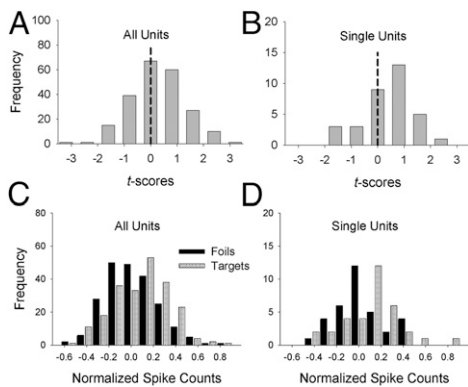 A
All Units
Frequency
100
80
60
40
20
0
-3 -2 -1 0 1 2 3
t-scores
B
Single Units
20
15
10
5
0
-3 -2 -1 0 1 2 3
t-scores
C
All Units
Frequency
80
60
40
20
0
-0.6 -0.4 -0.2 0.0 0.2 0.4 0.6 0.8
Normalized Spike Counts
Foils
Targets
D
Single Units
20
16
12
8
4
0
-0.6 -0.4 -0.2 0.0 0.2 0.4 0.6 0.8
Normalized Spike Counts